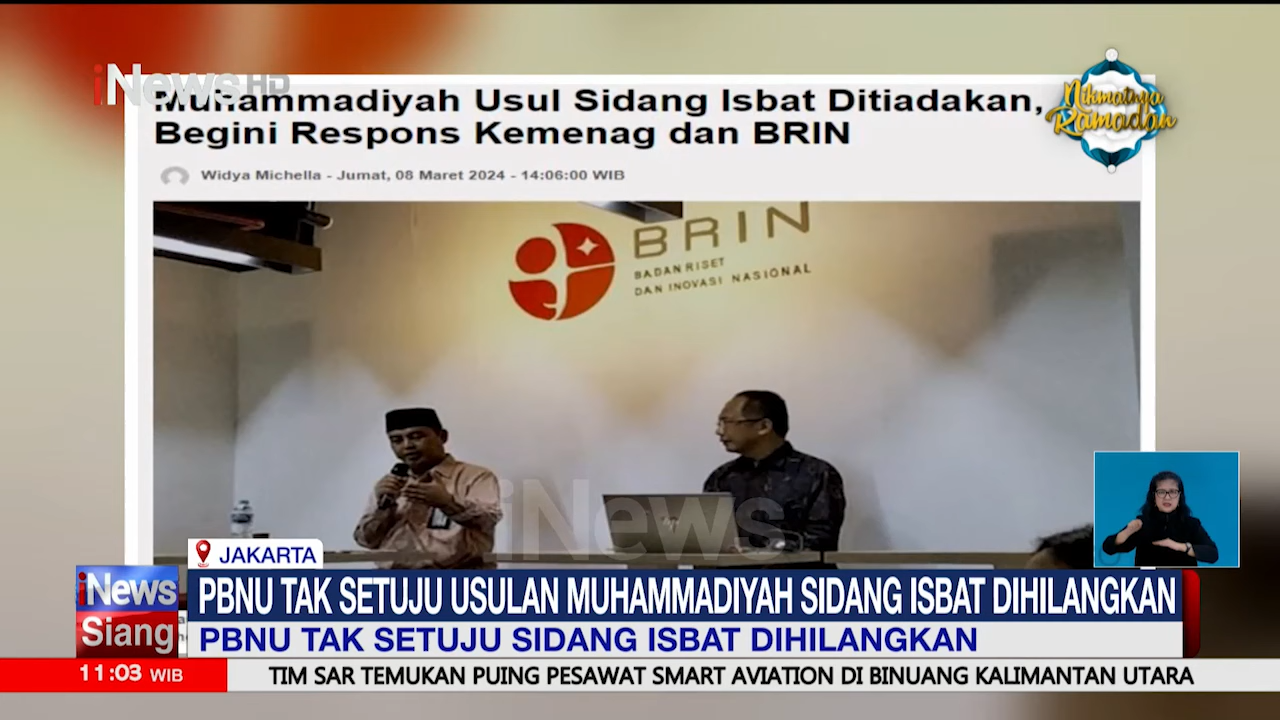 iNews HD
Nikmatnya
Ramadan
Muhammadiyah Usul Sidang Isbat Ditiadakan,
Begini Respons Kemenag dan BRIN
Widya Michella - Jumat, 08 Maret 2024 - 14:06:00 WIB
BRIN
BADAN RISET
DAN INOVASI NASIONAL
iNews
JAKARTA
iNews
Siang
PBNU TAK SETUJU USULAN MUHAMMADIYAH SIDANG ISBAT DIHILANGKAN
PBNU TAK SETUJU SIDANG ISBAT DIHILANGKAN
11:03 WIB
TIM SAR TEMUKAN PUING PESAWAT SMART AVIATION DI BINUANG KALIMANTAN UTARA